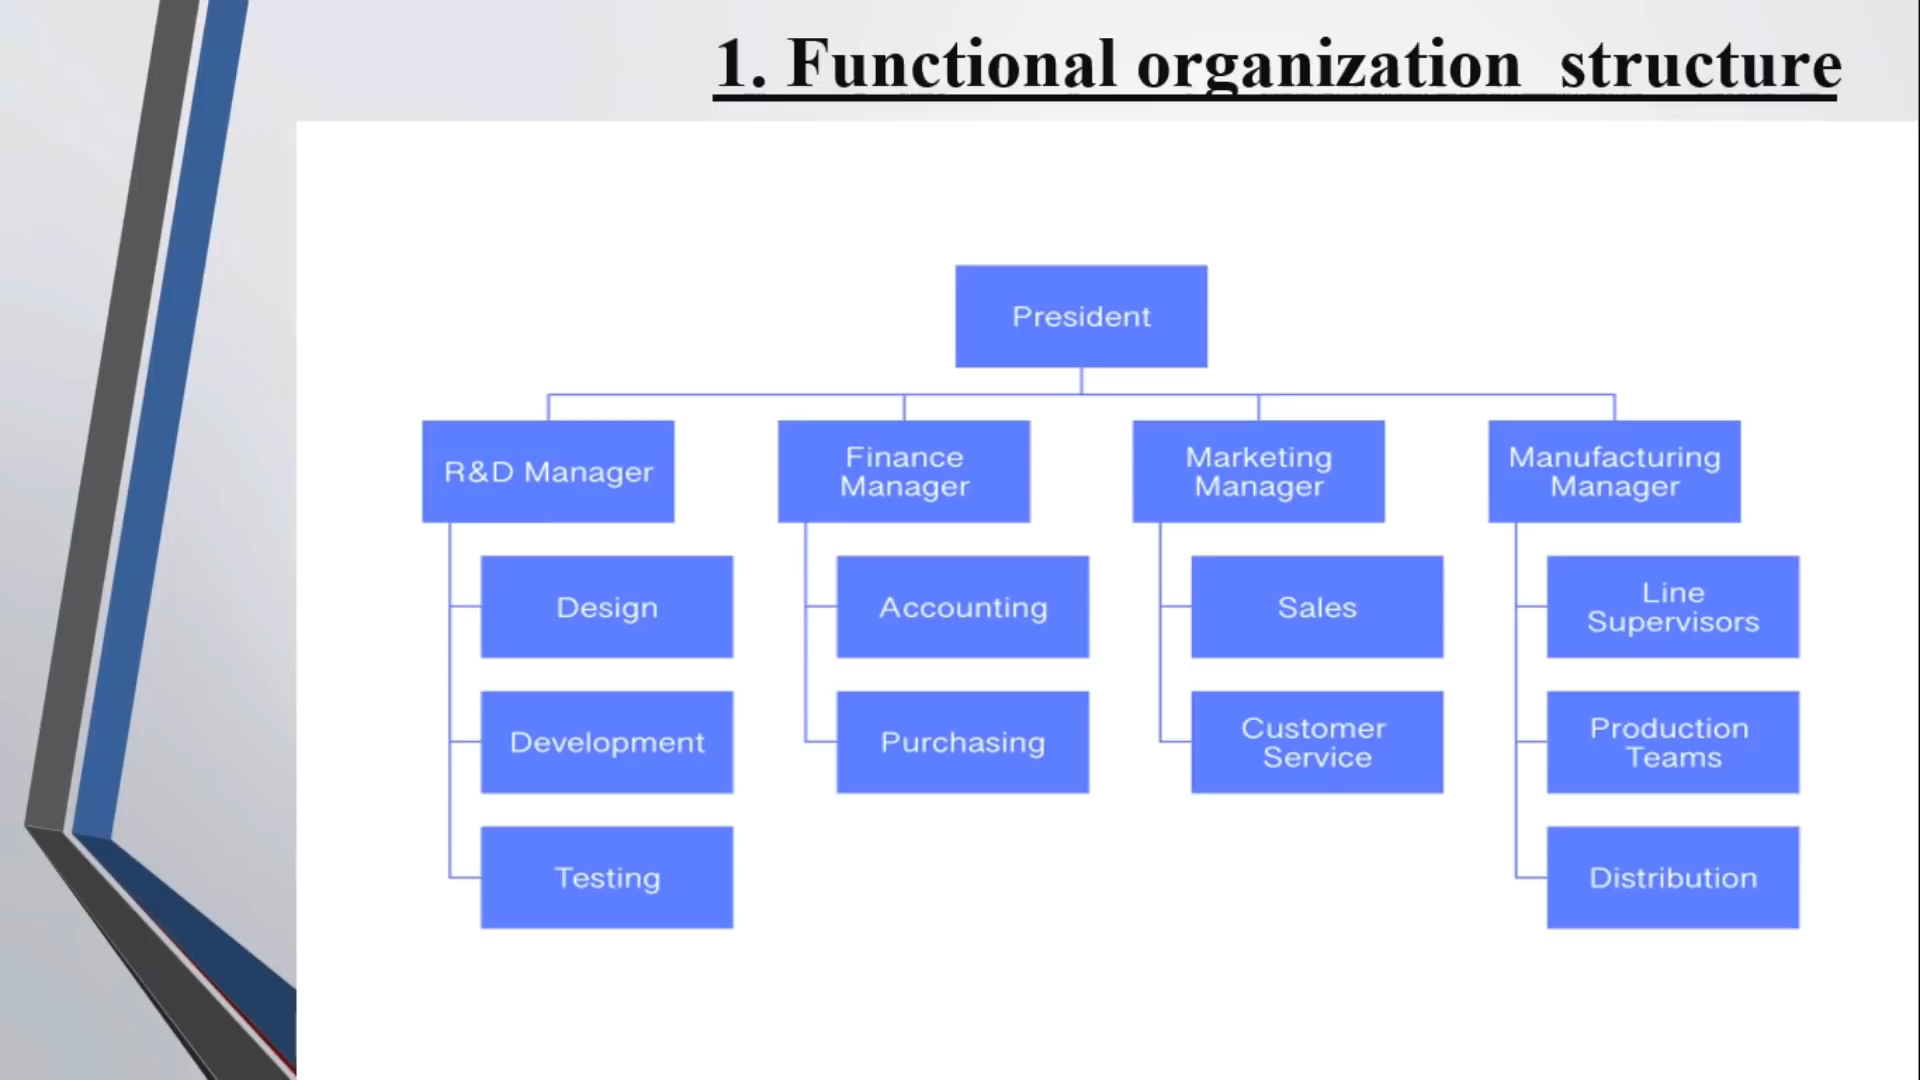 1. Functional organization structure
President
R&D Manager
Finance
Manager
Marketing
Manager
Manufacturing
Manager
Design
Accounting
Sales
Line
Supervisors
Development
Purchasing
Customer
Service
Production
Teams
Testing
Distribution